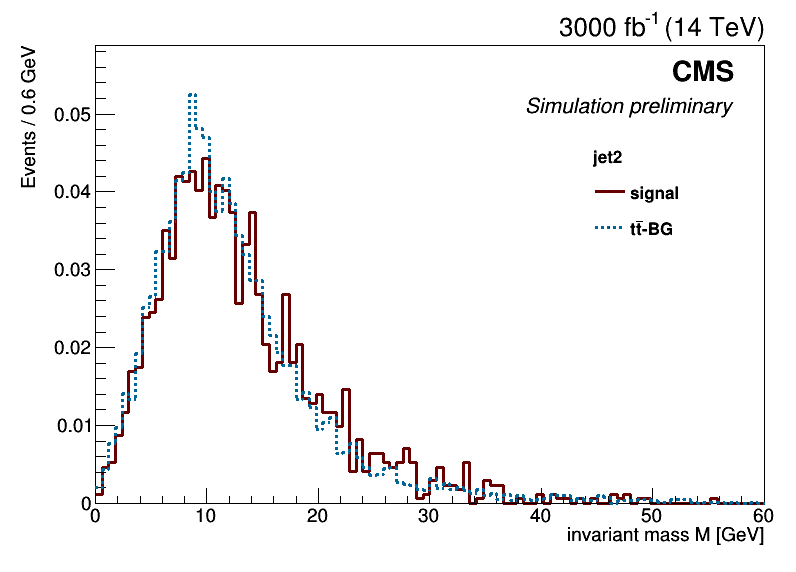 3000 fb⁻¹ (14 TeV)
Events / 0.6 GeV
CMS
Simulation preliminary
jet2
signal
tt̄-BG
0.05
0.04
0.03
0.02
0.01
0
0 10 20 30 40 50 60
invariant mass M [GeV]